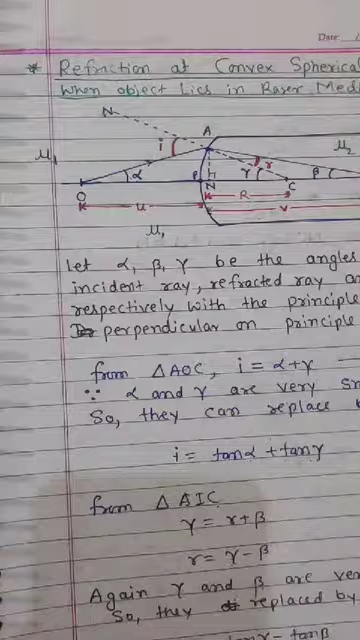 Date
* Refraction at Convex Spherical
When object Lies in Rarer Medi
N
A
i
r
μ₁
μ₂
α
γ
β
O
P
N
C
R
u
v
μ₁
Let α, β, γ be the angles
incident ray, refracted ray an
respectively with the principle
perpendicular on principle
from △AOC, i = α+γ
∵ α and γ are very sm
So, they can replace b
i = tanα + tanγ
from △AIC
γ = r+β
r = γ-β
Again γ and β are ver
So, they replaced by
tanγ - tanβ